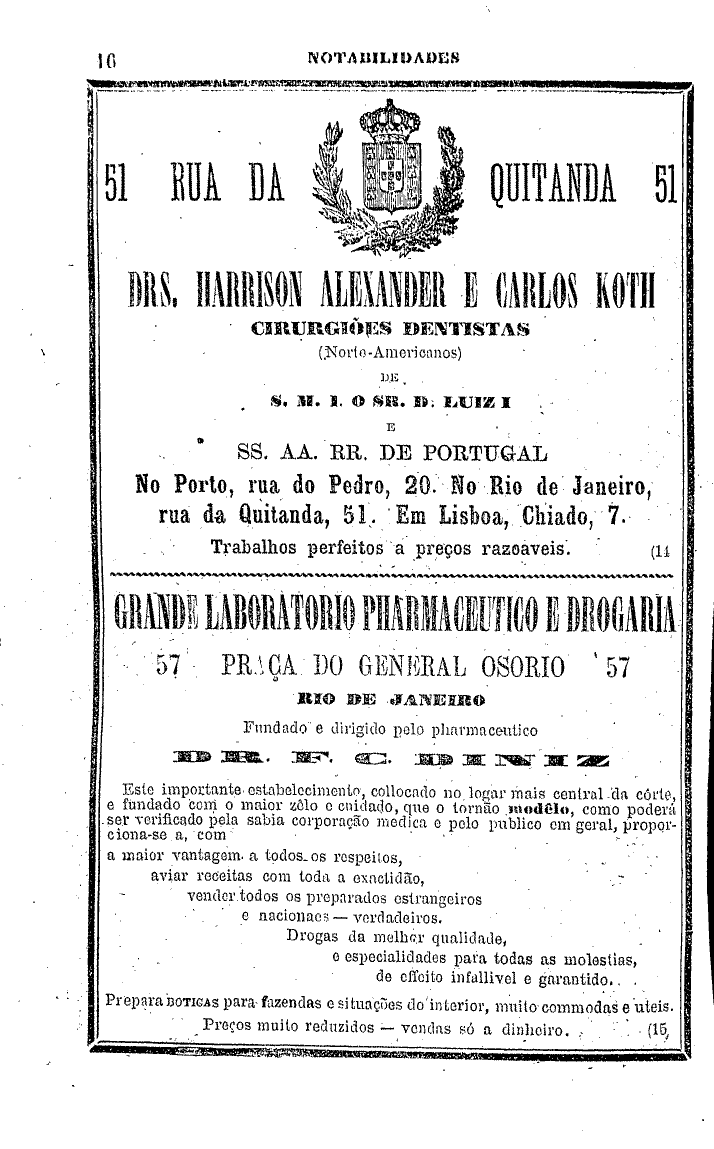 16 NOTABILIDADES
51 RUA DA QUITANDA 51
DRS. HARRISON ALEXANDER E CARLOS KOTH
CIRURGIÕES DENTISTAS
(Norte-Americanos)
DE
S. M. I. O SR. D. LUIZ I
E
SS. AA. RR. DE PORTUGAL
No Porto, rua do Pedro, 20. No Rio de Janeiro,
rua da Quitanda, 51. Em Lisboa, Chiado, 7.
Trabalhos perfeitos a preços razoaveis. (14
GRANDE LABORATORIO PHARMACEUTICO E DROGARIA
57 PRAÇA DO GENERAL OSORIO 57
RIO DE JANEIRO
Fundado e dirigido pelo pharmaceutico
DR. F. C. DINIZ
Este importante estabelecimento, collocado no logar mais central da côrte,
e fundado com o maior zêlo e cuidado, que o tornão modêlo, como poderá
ser verificado pela sabia corporação medica e pelo publico em geral, propor-
ciona-se a, com
a maior vantagem a todos os respeitos,
aviar receitas com toda a exactidão,
vender todos os preparados estrangeiros
e nacionaes — verdadeiros.
Drogas da melhor qualidade,
e especialidades para todas as molestias,
de effeito infallivel e garantido.
Prepara BOTICAS para fazendas e situações do interior, muito commodas e uteis.
Preços muito reduzidos — vendas só a dinheiro. (15